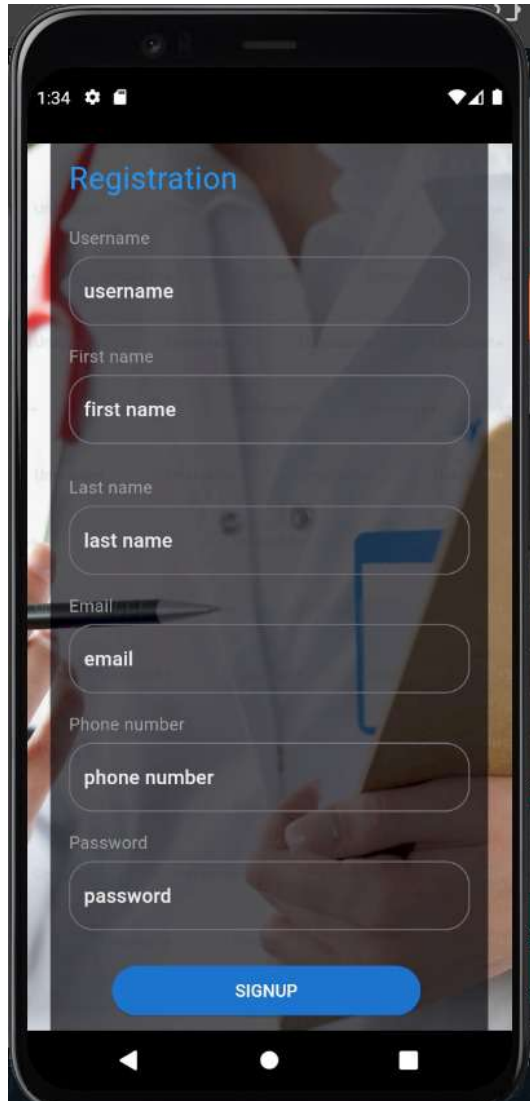 1:34
Registration
Username
username
First name
first name
Last name
last name
Email
email
Phone number
phone number
Password
password
SIGNUP